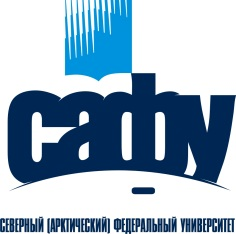 сафу
СЕВЕРНЫЙ (АРКТИЧЕСКИЙ) ФЕДЕРАЛЬНЫЙ УНИВЕРСИТЕТ